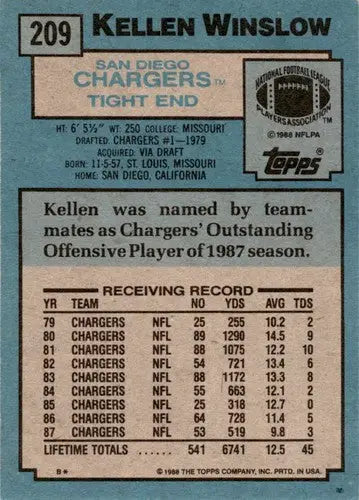 209 KELLEN WINSLOW
SAN DIEGO
CHARGERS™
TIGHT END
HT: 6' 5½" WT: 250 COLLEGE: MISSOURI
DRAFTED: CHARGERS #1-1979
ACQUIRED: VIA DRAFT
BORN: 11-5-57, ST. LOUIS, MISSOURI
HOME: SAN DIEGO, CALIFORNIA
NATIONAL FOOTBALL LEAGUE
PLAYERS ASSOCIATION
© 1988 NFLPA
Topps®
Kellen was named by team-
mates as Chargers' Outstanding
Offensive Player of 1987 season.
RECEIVING RECORD
YR TEAM NO YDS AVG TDS
79 CHARGERS NFL 25 255 10.2 2
80 CHARGERS NFL 89 1290 14.5 9
81 CHARGERS NFL 88 1075 12.2 10
82 CHARGERS NFL 54 721 13.4 6
83 CHARGERS NFL 88 1172 13.3 8
84 CHARGERS NFL 55 663 12.1 2
85 CHARGERS NFL 25 318 12.7 0
86 CHARGERS NFL 64 728 11.4 5
87 CHARGERS NFL 53 519 9.8 3
LIFETIME TOTALS ...... 541 6741 12.5 45
B* © 1988 THE TOPPS COMPANY, INC. PRTD. IN USA.